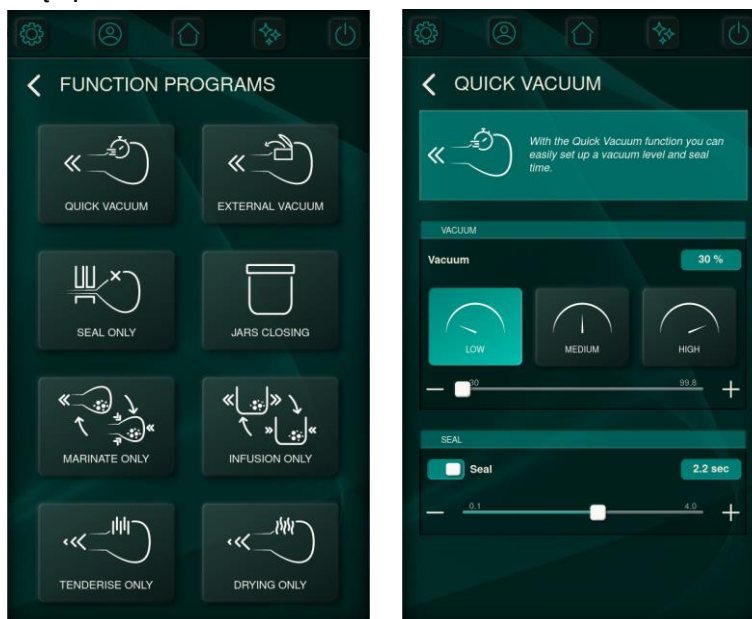 FUNCTION PROGRAMS
QUICK VACUUM
EXTERNAL VACUUM
SEAL ONLY
JARS CLOSING
MARINATE ONLY
INFUSION ONLY
TENDERISE ONLY
DRYING ONLY
QUICK VACUUM
With the Quick Vacuum function you can
easily set up a vacuum level and seal
time.
VACUUM
Vacuum
30 %
LOW
MEDIUM
HIGH
30
99.8
SEAL
Seal
2.2 sec
0.1
4.0